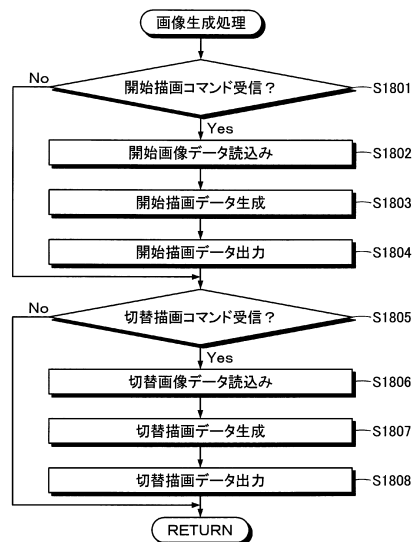 画像生成処理
No
開始描画コマンド受信？
S1801
Yes
開始画像データ読込み
S1802
開始描画データ生成
S1803
開始描画データ出力
S1804
No
切替描画コマンド受信？
S1805
Yes
切替画像データ読込み
S1806
切替描画データ生成
S1807
切替描画データ出力
S1808
RETURN